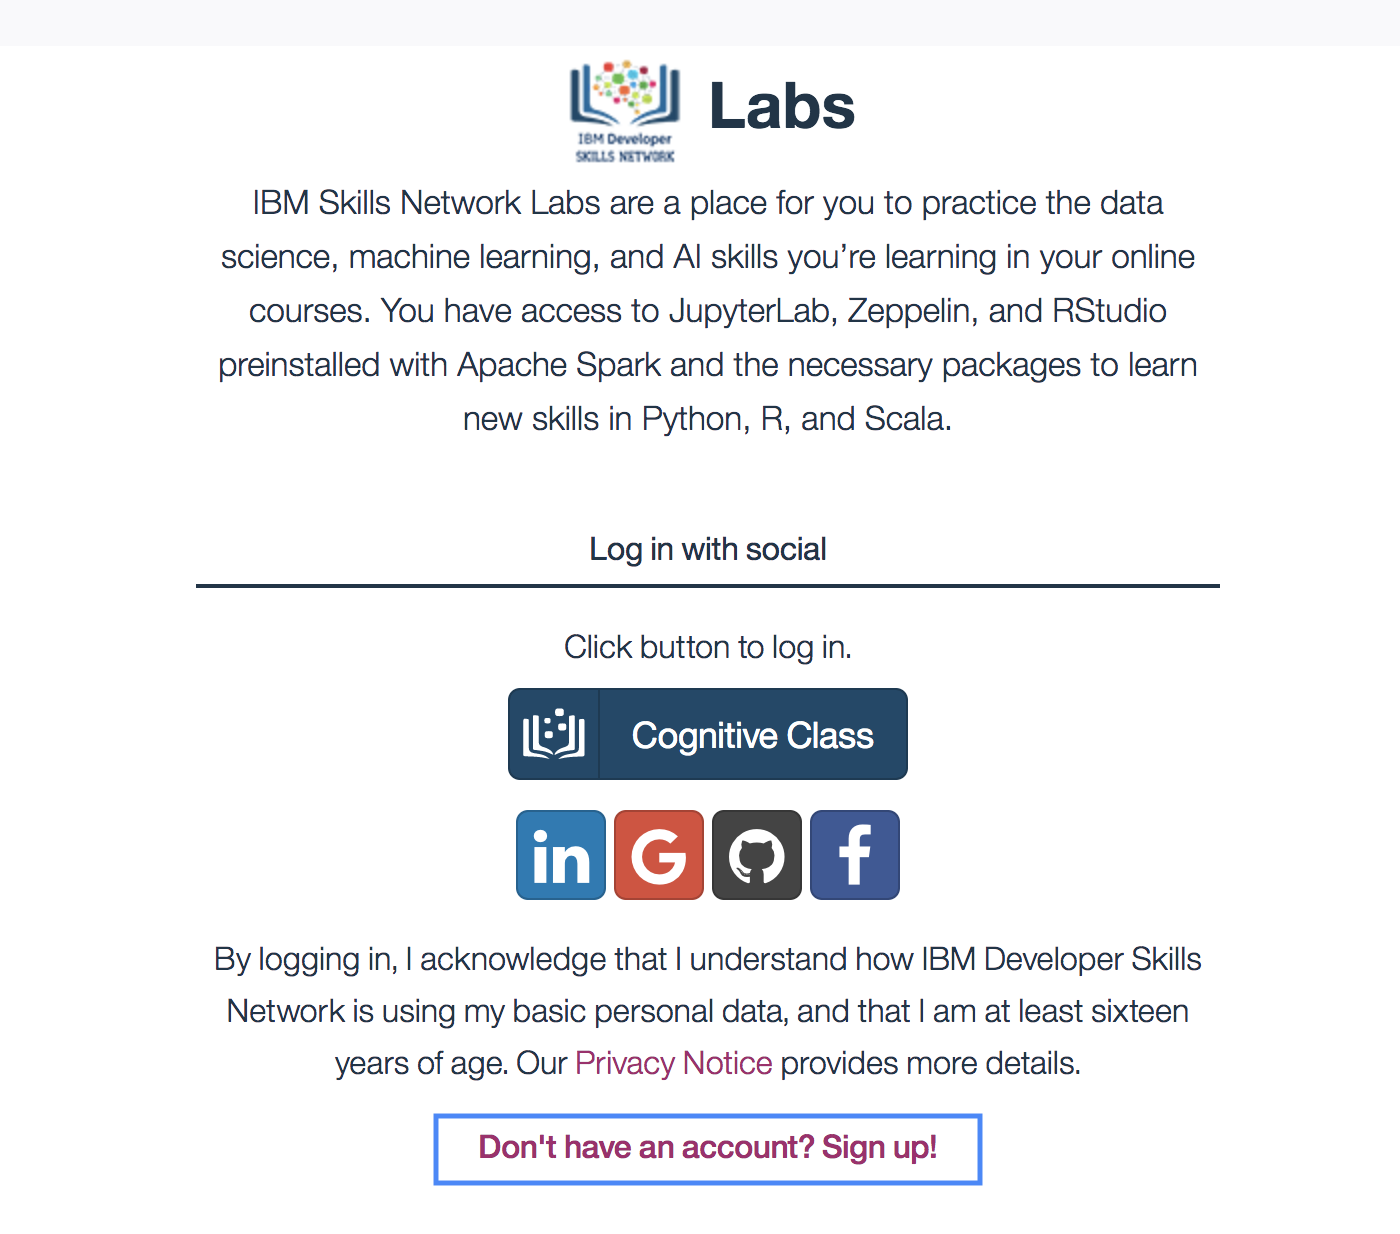 IBM Developer
SKILLS NETWORK
Labs
IBM Skills Network Labs are a place for you to practice the data
science, machine learning, and AI skills you’re learning in your online
courses. You have access to JupyterLab, Zeppelin, and RStudio
preinstalled with Apache Spark and the necessary packages to learn
new skills in Python, R, and Scala.
Log in with social
Click button to log in.
Cognitive Class
in G f
By logging in, I acknowledge that I understand how IBM Developer Skills
Network is using my basic personal data, and that I am at least sixteen
years of age. Our Privacy Notice provides more details.
Don't have an account? Sign up!